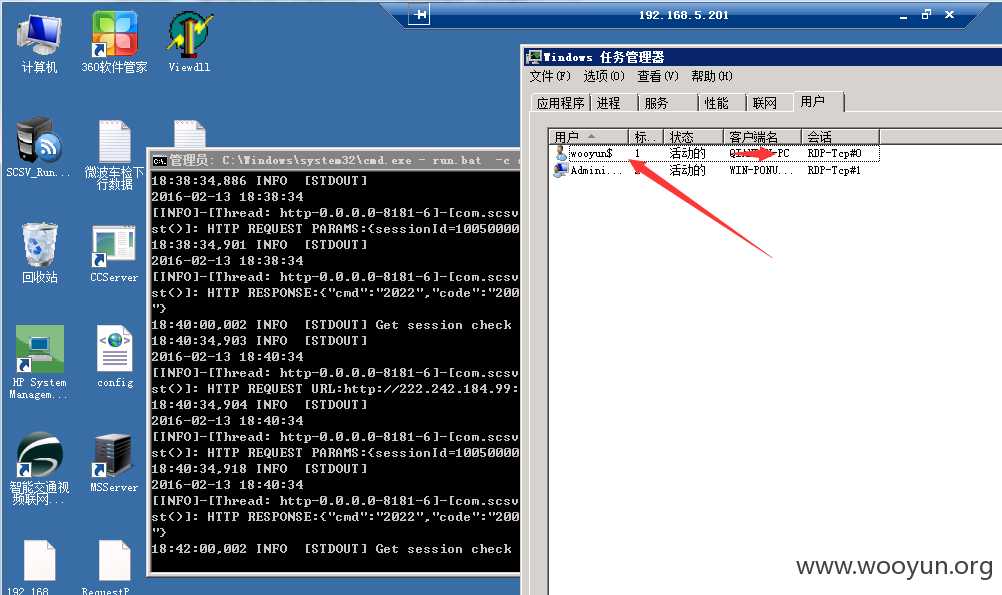 192.168.5.201
计算机
360软件管家
Viewdll
SCSV_Run...
微波车检下
行数据
回收站
CCServer
HP System
Managem...
config
智能交通视
频联网...
MSServer
192.168
RequestP
管理员: C:\Windows\system32\cmd.exe - run.bat -c s
18:38:34,886 INFO [STDOUT]
2016-02-13 18:38:34
[INFO]-[Thread: http-0.0.0.0-8181-6]-[com.scsv
st()]: HTTP REQUEST PARAMS:{sessionId=10050000
18:38:34,901 INFO [STDOUT]
2016-02-13 18:38:34
[INFO]-[Thread: http-0.0.0.0-8181-6]-[com.scsv
st()]: HTTP RESPONSE:{"cmd":"2022","code":"200
"}
18:40:00,002 INFO [STDOUT] Get session check
18:40:34,903 INFO [STDOUT]
2016-02-13 18:40:34
[INFO]-[Thread: http-0.0.0.0-8181-6]-[com.scsv
st()]: HTTP REQUEST URL:http://222.242.184.99:
18:40:34,904 INFO [STDOUT]
2016-02-13 18:40:34
[INFO]-[Thread: http-0.0.0.0-8181-6]-[com.scsv
st()]: HTTP REQUEST PARAMS:{sessionId=10050000
18:40:34,918 INFO [STDOUT]
2016-02-13 18:40:34
[INFO]-[Thread: http-0.0.0.0-8181-6]-[com.scsv
st()]: HTTP RESPONSE:{"cmd":"2022","code":"200
"}
18:42:00,002 INFO [STDOUT] Get session check
Windows 任务管理器
文件(F) 选项(O) 查看(V) 帮助(H)
应用程序 进程 服务 性能 联网 用户
用户 标... 状态 客户端名 会话
wooyun$ 1 活动的 RDP-Tcp#0
Admini... 活动的 WIN-PONU... RDP-Tcp#1
www.wooyun.org